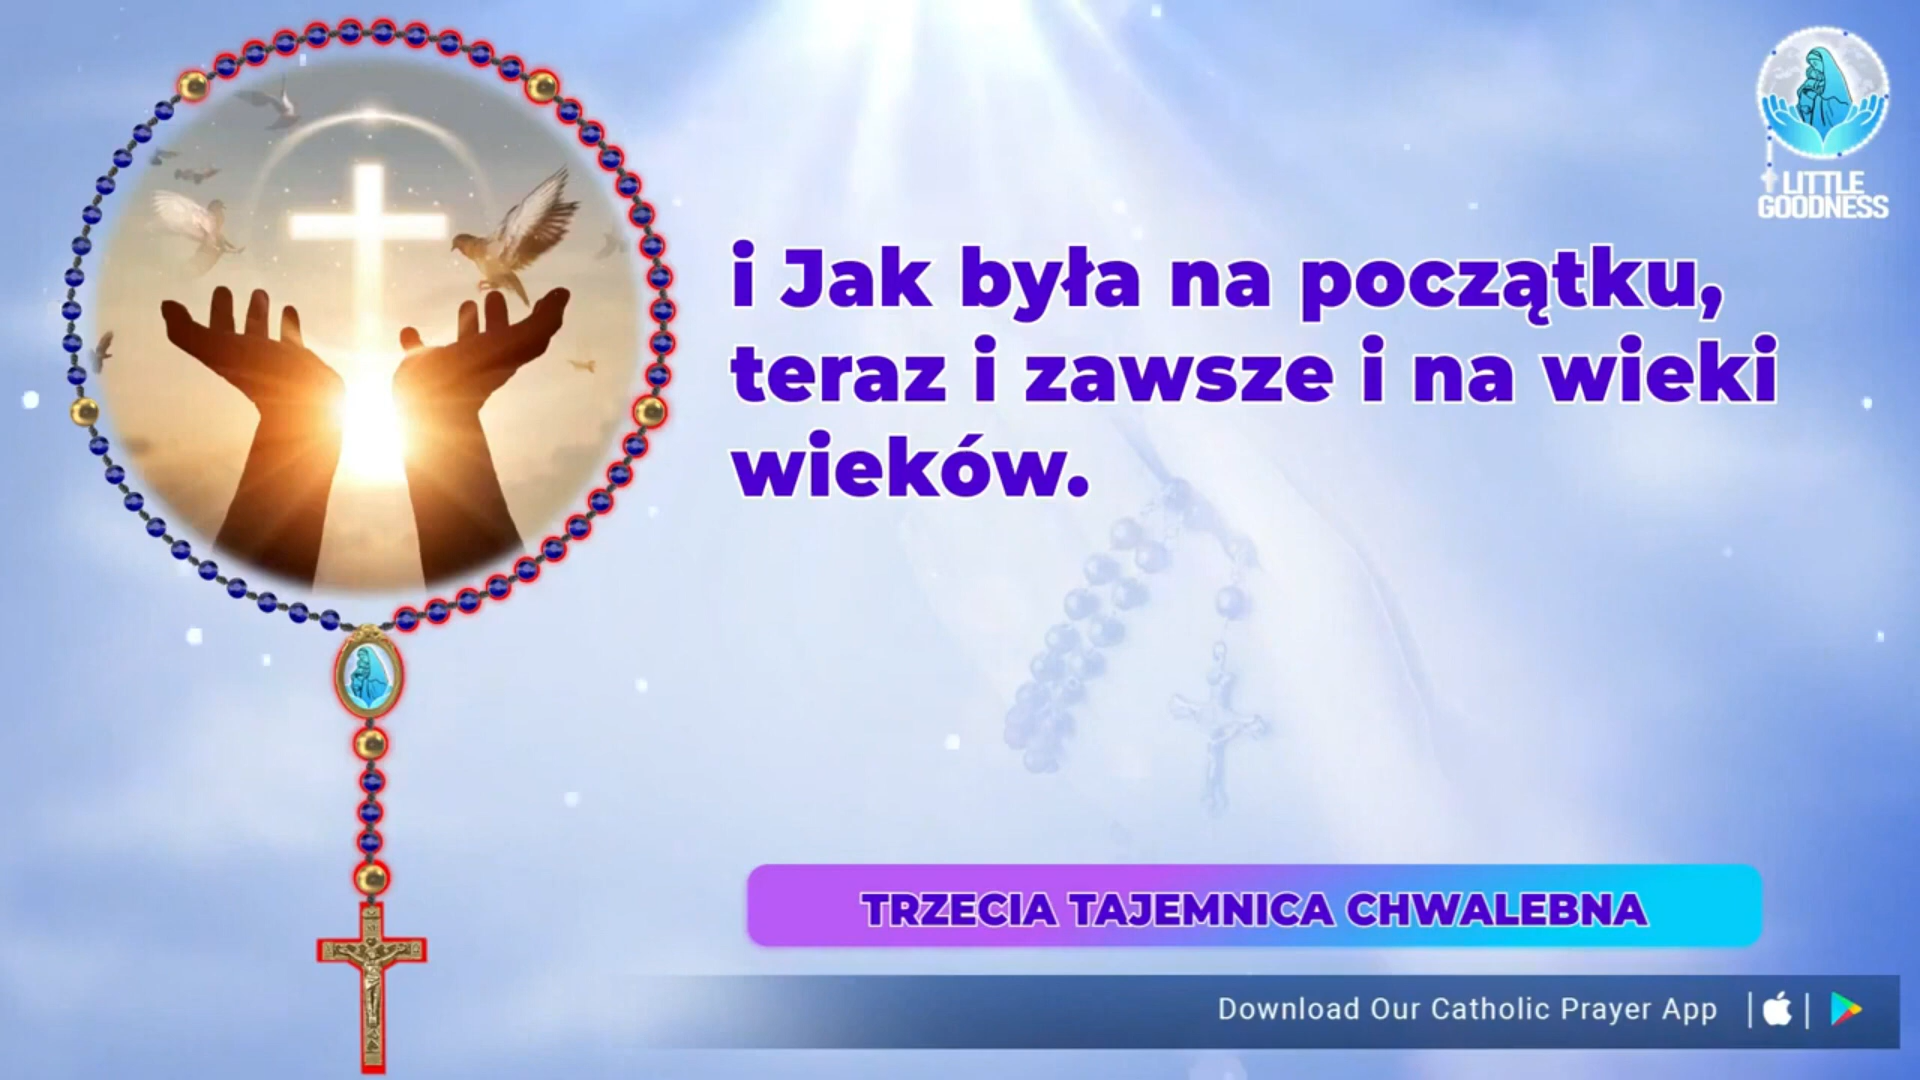 LITTLE
GOODNESS
i Jak była na początku,
teraz i zawsze i na wieki
wieków.
TRZECIA TAJEMNICA CHWALEBNA
Download Our Catholic Prayer App